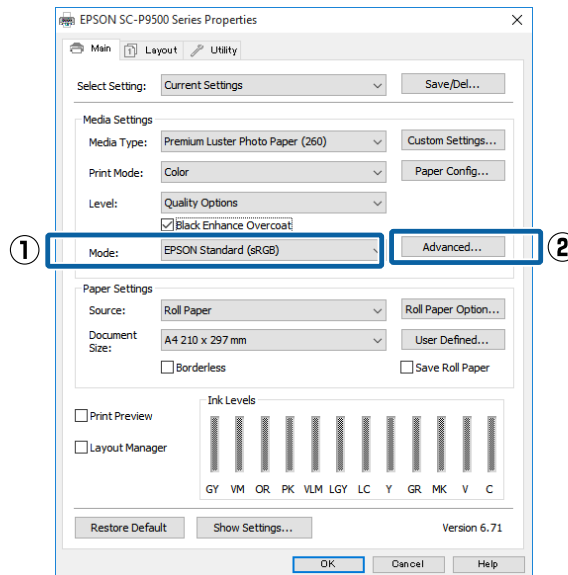 EPSON SC-P9500 Series Properties
Main Layout Utility
Select Setting: Current Settings Save/Del...
Media Settings
Media Type: Premium Luster Photo Paper (260) Custom Settings...
Print Mode: Color Paper Config...
Level: Quality Options
Black Enhance Overcoat
① Mode: EPSON Standard (sRGB) Advanced... ②
Paper Settings
Source: Roll Paper Roll Paper Option...
Document
Size: A4 210 x 297 mm User Defined...
Borderless Save Roll Paper
Ink Levels
Print Preview
Layout Manager
GY VM OR PK VLM LGY LC Y GR MK V C
Restore Default Show Settings... Version 6.71
OK Cancel Help